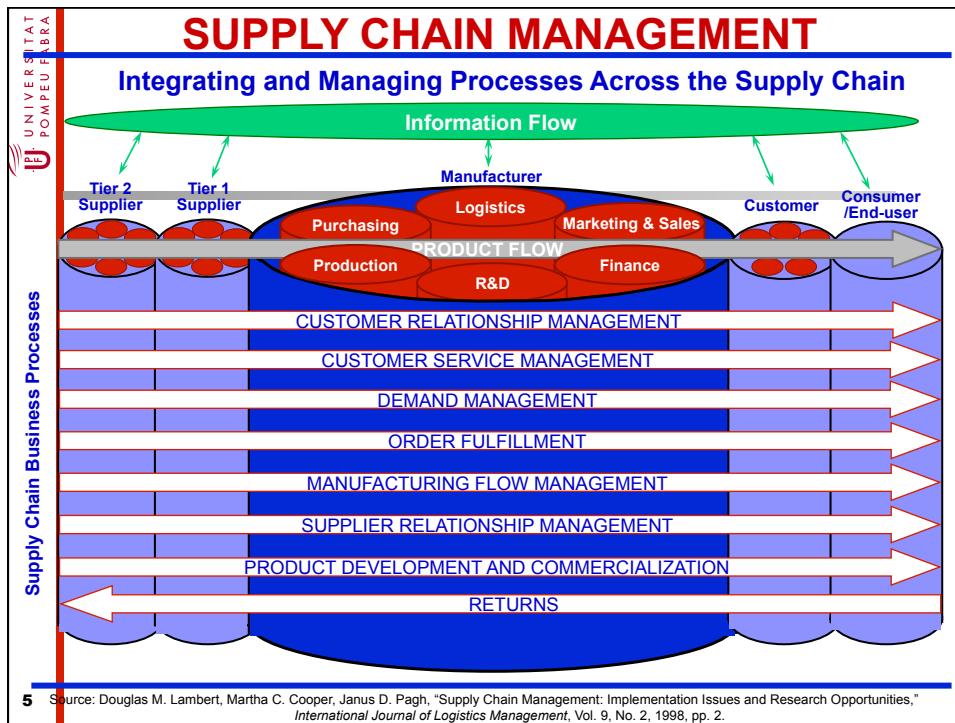 SUPPLY CHAIN MANAGEMENT
UNIVERSITAT
POMPEU FABRA
UPF
Integrating and Managing Processes Across the Supply Chain
Information Flow
Tier 2
Supplier
Tier 1
Supplier
Manufacturer
Customer
Consumer
/End-user
Logistics
Purchasing
Marketing & Sales
PRODUCT FLOW
Production
Finance
R&D
Supply Chain Business Processes
CUSTOMER RELATIONSHIP MANAGEMENT
CUSTOMER SERVICE MANAGEMENT
DEMAND MANAGEMENT
ORDER FULFILLMENT
MANUFACTURING FLOW MANAGEMENT
SUPPLIER RELATIONSHIP MANAGEMENT
PRODUCT DEVELOPMENT AND COMMERCIALIZATION
RETURNS
5 Source: Douglas M. Lambert, Martha C. Cooper, Janus D. Pagh, “Supply Chain Management: Implementation Issues and Research Opportunities,”
International Journal of Logistics Management, Vol. 9, No. 2, 1998, pp. 2.